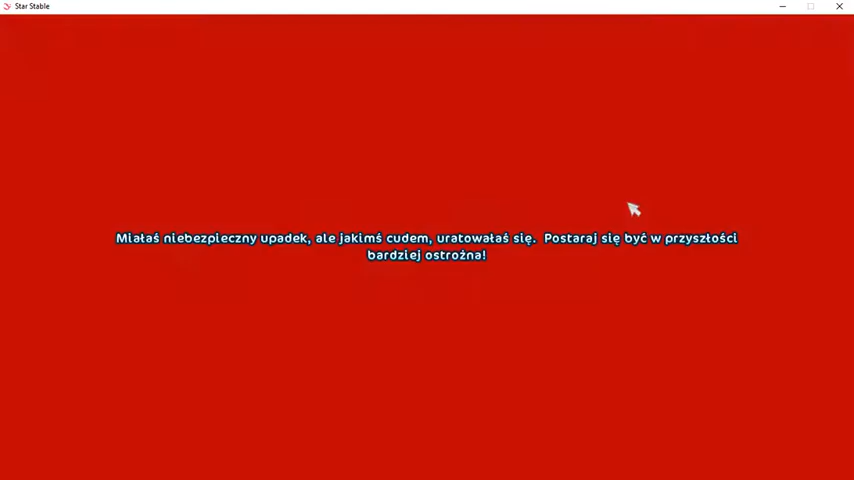 Star Stable
Miałaś niebezpieczny upadek, ale jakimś cudem, uratowałaś się. Postaraj się być w przyszłości
bardziej ostrożna!